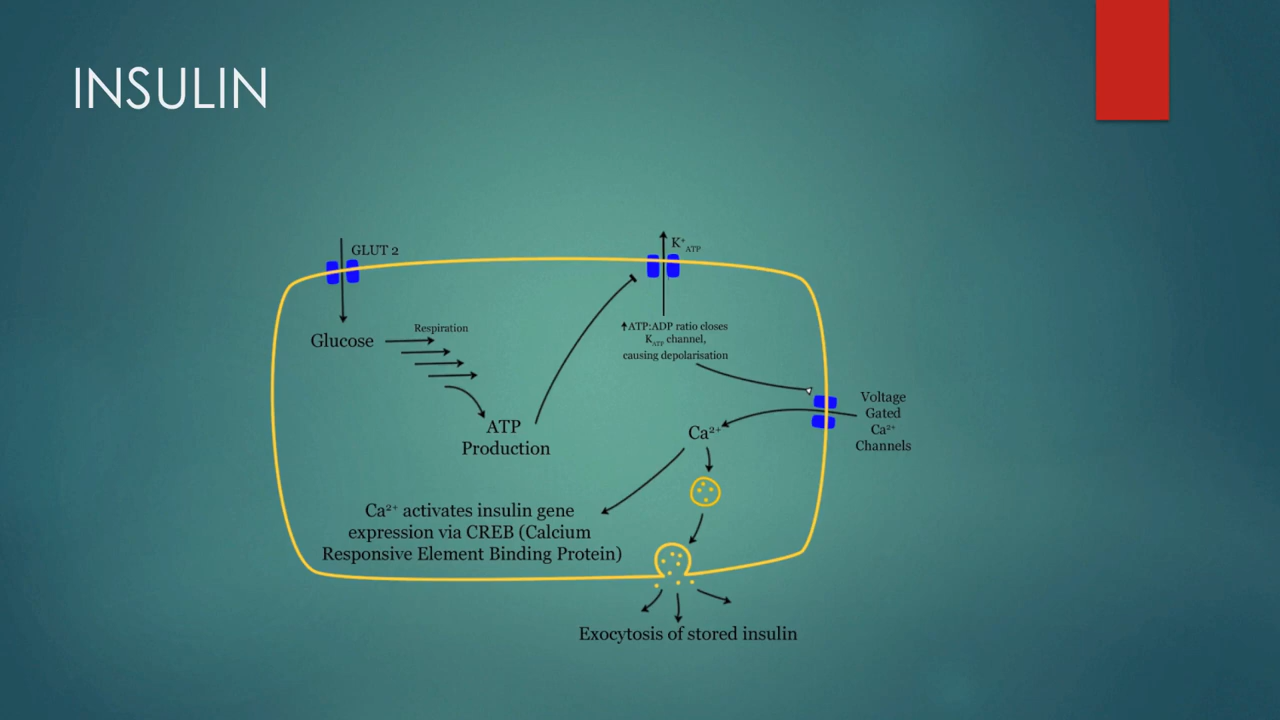 INSULIN
GLUT 2
K⁺ATP
Glucose
Respiration
ATP
Production
↑ATP:ADP ratio closes
KATP channel,
causing depolarisation
Voltage
Gated
Ca²⁺
Channels
Ca²⁺
Ca²⁺ activates insulin gene
expression via CREB (Calcium
Responsive Element Binding Protein)
Exocytosis of stored insulin